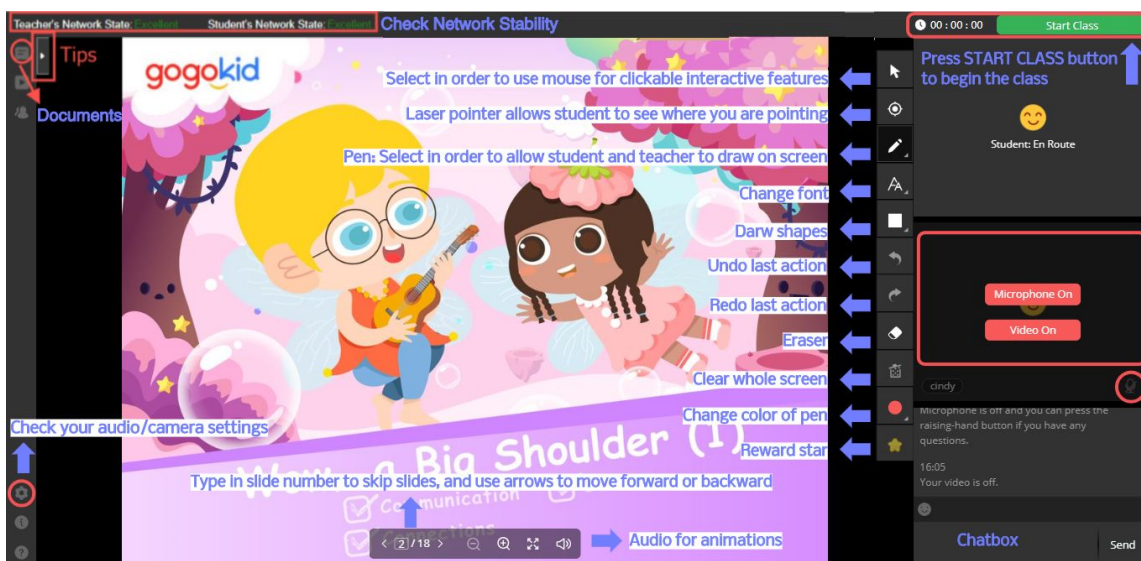 Teacher's Network State: Excellent Student's Network State: Excellent Check Network Stability
00 : 00 : 00 Start Class
Tips
Documents
gogokid
Press START CLASS button
to begin the class
Student: En Route
Select in order to use mouse for clickable interactive features
Laser pointer allows student to see where you are pointing
Pen: Select in order to allow student and teacher to draw on screen
Change font
Darw shapes
Undo last action
Redo last action
Eraser
Clear whole screen
Change color of pen
Reward star
Microphone On
Video On
cindy
Microphone is off and you can press the
raising-hand button if you have any
questions.
16:05
Your video is off.
Check your audio/camera settings
a Big Shoulder (1)
Type in slide number to skip slides, and use arrows to move forward or backward
Communication
Connections
2 / 18
Audio for animations
Chatbox
Send